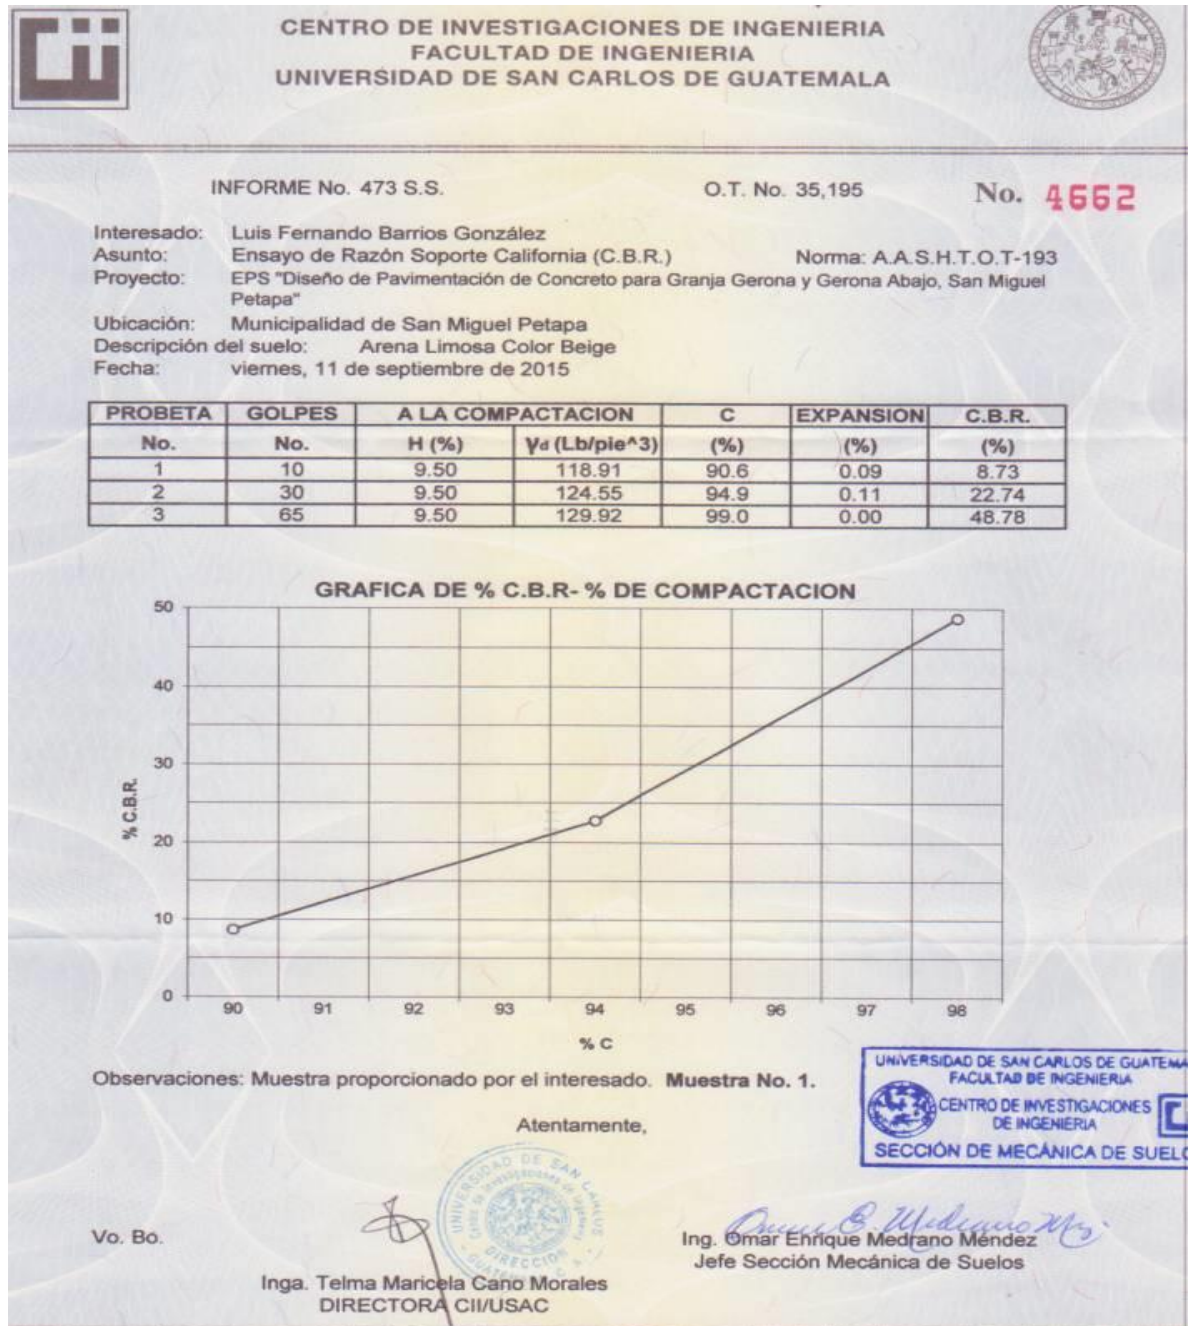 CENTRO DE INVESTIGACIONES DE INGENIERIA
FACULTAD DE INGENIERIA
UNIVERSIDAD DE SAN CARLOS DE GUATEMALA
INFORME No. 473 S.S. O.T. No. 35,195 No. 4662
Interesado: Luis Fernando Barrios González
Asunto: Ensayo de Razón Soporte California (C.B.R.) Norma: A.A.S.H.T.O.T-193
Proyecto: EPS "Diseño de Pavimentación de Concreto para Granja Gerona y Gerona Abajo, San Miguel
Petapa"
Ubicación: Municipalidad de San Miguel Petapa
Descripción del suelo: Arena Limosa Color Beige
Fecha: viernes, 11 de septiembre de 2015
PROBETA GOLPES A LA COMPACTACION C EXPANSION C.B.R.
No. No. H (%) γd (Lb/pie^3) (%) (%) (%)
1 10 9.50 118.91 90.6 0.09 8.73
2 30 9.50 124.55 94.9 0.11 22.74
3 65 9.50 129.92 99.0 0.00 48.78
GRAFICA DE % C.B.R- % DE COMPACTACION
50
40
30
20
10
0
% C.B.R.
90 91 92 93 94 95 96 97 98
% C
Observaciones: Muestra proporcionado por el interesado. Muestra No. 1.
UNIVERSIDAD DE SAN CARLOS DE GUATEMA
FACULTAD DE INGENIERIA
CENTRO DE INVESTIGACIONES
DE INGENIERIA
SECCIÓN DE MECÁNICA DE SUELO
Atentamente,
Vo. Bo.
Ing. Omar Enrique Medrano Méndez
Jefe Sección Mecánica de Suelos
Inga. Telma Maricela Cano Morales
DIRECTORA CII/USAC